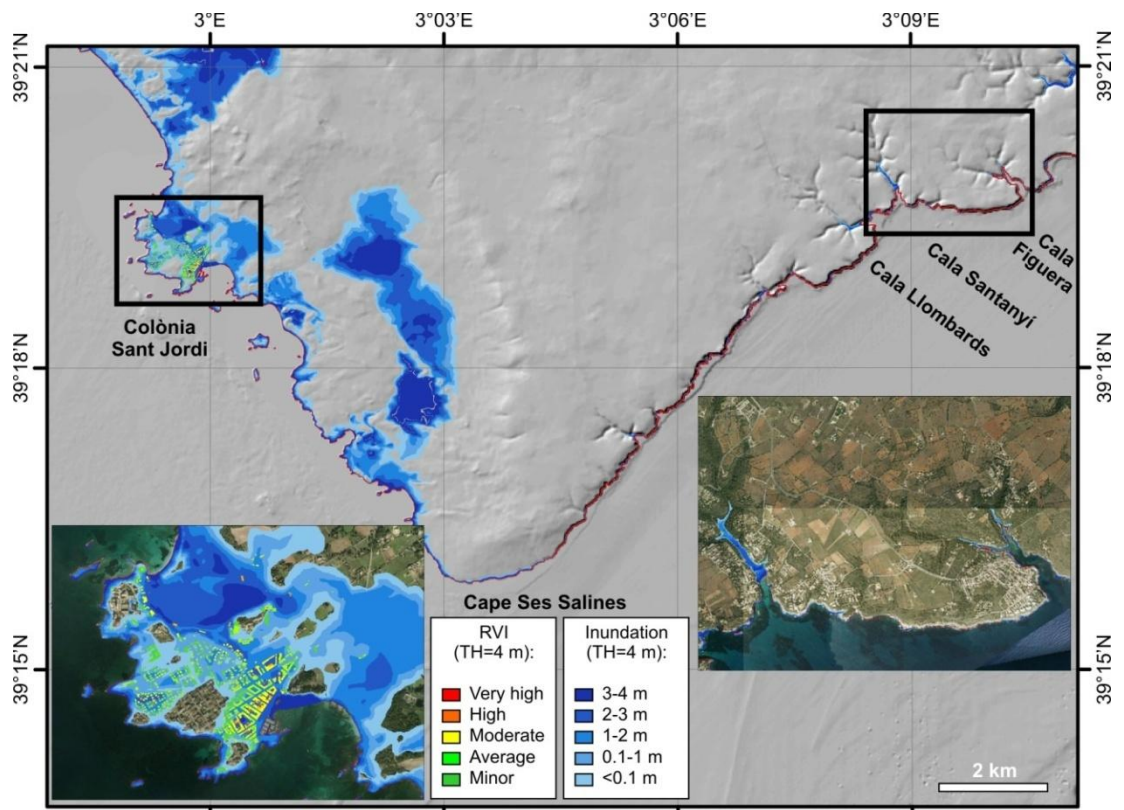 3°E
3°03'E
3°06'E
3°09'E
39°21'N
39°21'N
Colònia
Sant Jordi
Cala
Figuera
Cala Santanyí
Cala Llombards
39°18'N
39°18'N
Cape Ses Salines
RVI
(TH=4 m):
Very high
High
Moderate
Average
Minor
Inundation
(TH=4 m):
3-4 m
2-3 m
1-2 m
0.1-1 m
<0.1 m
39°15'N
39°15'N
2 km